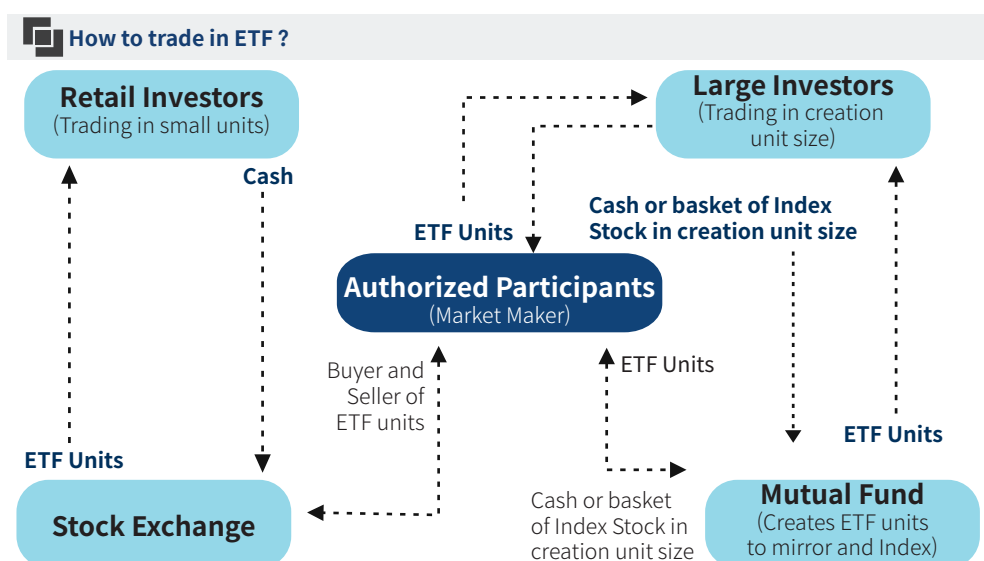 How to trade in ETF ?
Retail Investors
(Trading in small units)
Large Investors
(Trading in creation
unit size)
Cash
Cash or basket of Index
Stock in creation unit size
ETF Units
Authorized Participants
(Market Maker)
Buyer and
Seller of
ETF units
ETF Units
ETF Units
ETF Units
Stock Exchange
Cash or basket
of Index Stock in
creation unit size
Mutual Fund
(Creates ETF units
to mirror and Index)